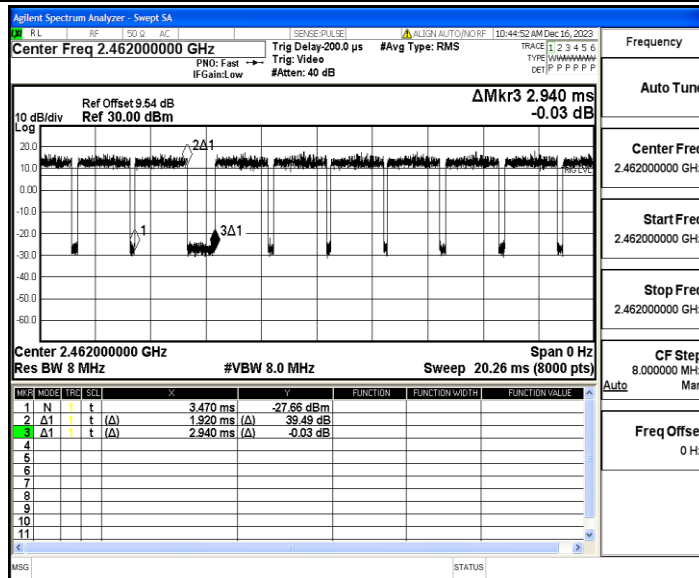 Agilent Spectrum Analyzer - Swept SA
RL RF 50 Ω AC SENSE:PULSE ALIGN AUTO/NO RF 10:44:52 AM Dec 16, 2023
Center Freq 2.462000000 GHz
PNO: Fast
IFGain:Low
Trig Delay-200.0 µs
Trig: Video
#Atten: 40 dB
#Avg Type: RMS
TRACE 1 2 3 4 5 6
TYPE
DET P P P P P P
Ref Offset 9.54 dB
10 dB/div Ref 30.00 dBm
Log
ΔMkr3 2.940 ms
-0.03 dB
20.0
10.0
0.00
-10.0
-20.0
-30.0
-40.0
-50.0
-60.0
2Δ1
1
3Δ1
TRIG LVL
Center 2.462000000 GHz Span 0 Hz
Res BW 8 MHz #VBW 8.0 MHz Sweep 20.26 ms (8000 pts)
MKR MODE TRC SCL X Y FUNCTION FUNCTION WIDTH FUNCTION VALUE
1 N 1 t 3.470 ms -27.66 dBm
2 Δ1 1 t (Δ) 1.920 ms (Δ) 39.49 dB
3 Δ1 1 t (Δ) 2.940 ms (Δ) -0.03 dB
4
5
6
7
8
9
10
11
MSG STATUS
Frequency
Auto Tune
Center Freq
2.462000000 GHz
Start Freq
2.462000000 GHz
Stop Freq
2.462000000 GHz
CF Step
8.000000 MHz
Auto Man
Freq Offset
0 Hz